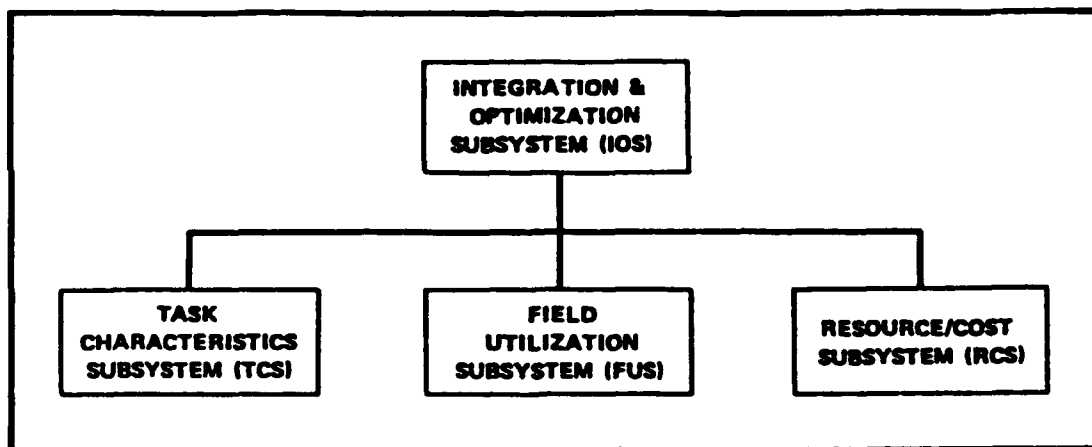 INTEGRATION &
OPTIMIZATION
SUBSYSTEM (IOS)
TASK
CHARACTERISTICS
SUBSYSTEM (TCS)
FIELD
UTILIZATION
SUBSYSTEM (FUS)
RESOURCE/COST
SUBSYSTEM (RCS)